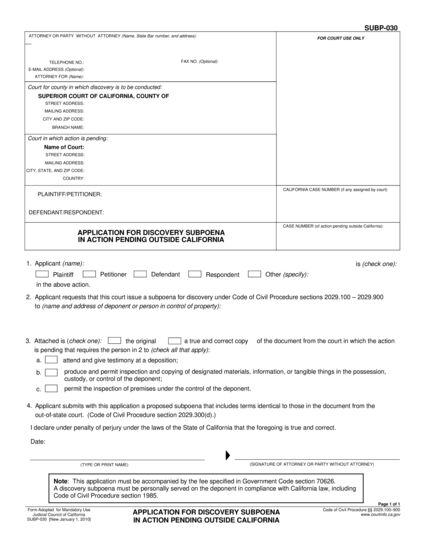 SUBP-030
ATTORNEY OR PARTY WITHOUT ATTORNEY (Name, State Bar number, and address):
FOR COURT USE ONLY
TELEPHONE NO.:
FAX NO. (Optional):
E-MAIL ADDRESS (Optional):
ATTORNEY FOR (Name):
Court for county in which discovery is to be conducted:
SUPERIOR COURT OF CALIFORNIA, COUNTY OF
STREET ADDRESS:
MAILING ADDRESS:
CITY AND ZIP CODE:
BRANCH NAME:
Court in which action is pending:
Name of Court:
STREET ADDRESS:
MAILING ADDRESS:
CITY, STATE, AND ZIP CODE:
COUNTRY:
PLAINTIFF/PETITIONER:
DEFENDANT/RESPONDENT:
CALIFORNIA CASE NUMBER (if any assigned by court):
APPLICATION FOR DISCOVERY SUBPOENA
IN ACTION PENDING OUTSIDE CALIFORNIA
CASE NUMBER (of action pending outside California):
1. Applicant (name): is (check one):
Plaintiff Petitioner Defendant Respondent Other (specify):
in the above action.
2. Applicant requests that this court issue a subpoena for discovery under Code of Civil Procedure sections 2029.100 – 2029.900
to (name and address of deponent or person in control of property):
3. Attached is (check one): the original a true and correct copy of the document from the court in which the action
is pending that requires the person in 2 to (check all that apply):
a. attend and give testimony at a deposition;
b. produce and permit inspection and copying of designated materials, information, or tangible things in the possession,
custody, or control of the deponent;
c. permit the inspection of premises under the control of the deponent.
4. Applicant submits with this application a proposed subpoena that includes terms identical to those in the document from the
out-of-state court. (Code of Civil Procedure section 2029.300(d).)
I declare under penalty of perjury under the laws of the State of California that the foregoing is true and correct.
Date:
(TYPE OR PRINT NAME)
(SIGNATURE OF ATTORNEY OR PARTY WITHOUT ATTORNEY)
Note: This application must be accompanied by the fee specified in Government Code section 70626.
A discovery subpoena must be personally served on the deponent in compliance with California law, including
Code of Civil Procedure section 1985.
Page 1 of 1
Form Adopted for Mandatory Use
Judicial Council of California
SUBP-030 [New January 1, 2010]
APPLICATION FOR DISCOVERY SUBPOENA
IN ACTION PENDING OUTSIDE CALIFORNIA
Code of Civil Procedure §§ 2029.100–900
www.courtinfo.ca.gov